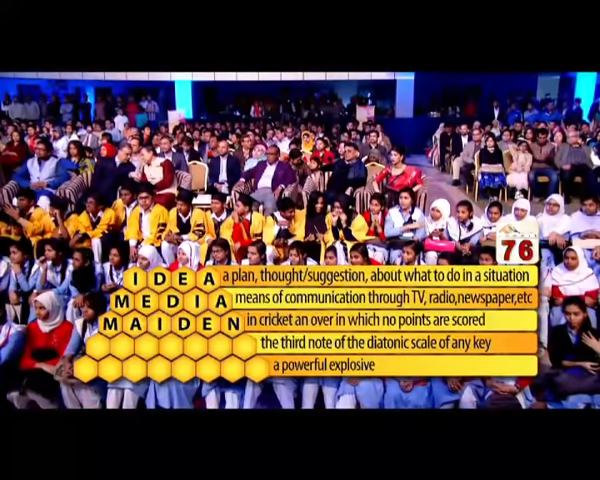 76
IDEA a plan, thought/suggestion, about what to do in a situation
MEDIA means of communication through TV, radio,newspaper,etc
MAIDEN in cricket an over in which no points are scored
the third note of the diatonic scale of any key
a powerful explosive